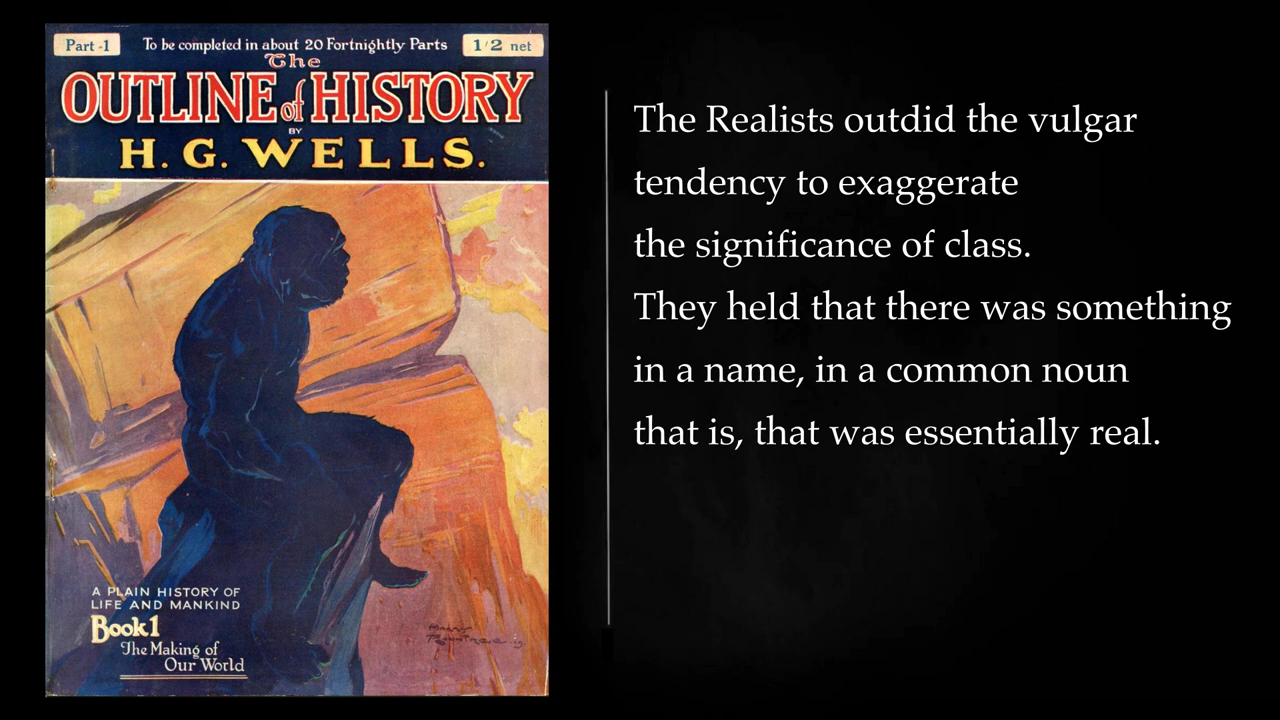 Part -1
To be completed in about 20 Fortnightly Parts
1/2 net
The
OUTLINE of HISTORY
BY
H. G. WELLS.
A PLAIN HISTORY OF
LIFE AND MANKIND
Book 1
The Making of
Our World
The Realists outdid the vulgar
tendency to exaggerate
the significance of class.
They held that there was something
in a name, in a common noun
that is, that was essentially real.